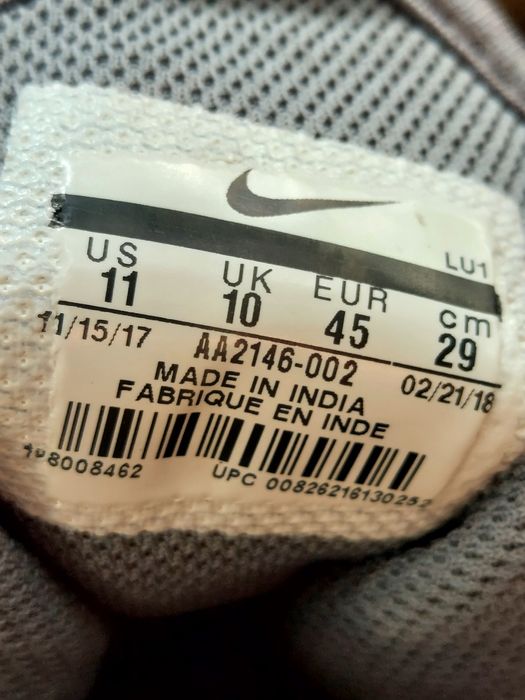 LU1
US UK EUR cm
11 10 45 29
11/15/17 AA2146-002 02/21/18
MADE IN INDIA
FABRIQUE EN INDE
UPC 00826216130252